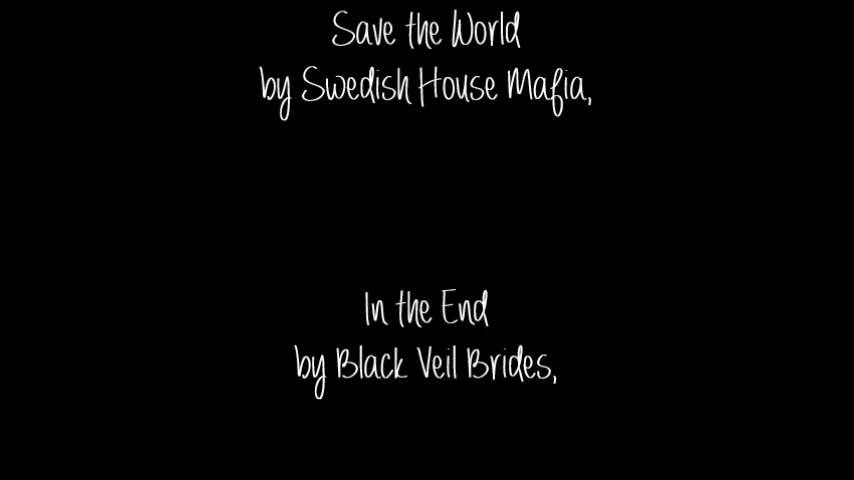 Save the World
by Swedish House Mafia,
In the End
by Black Veil Brides,